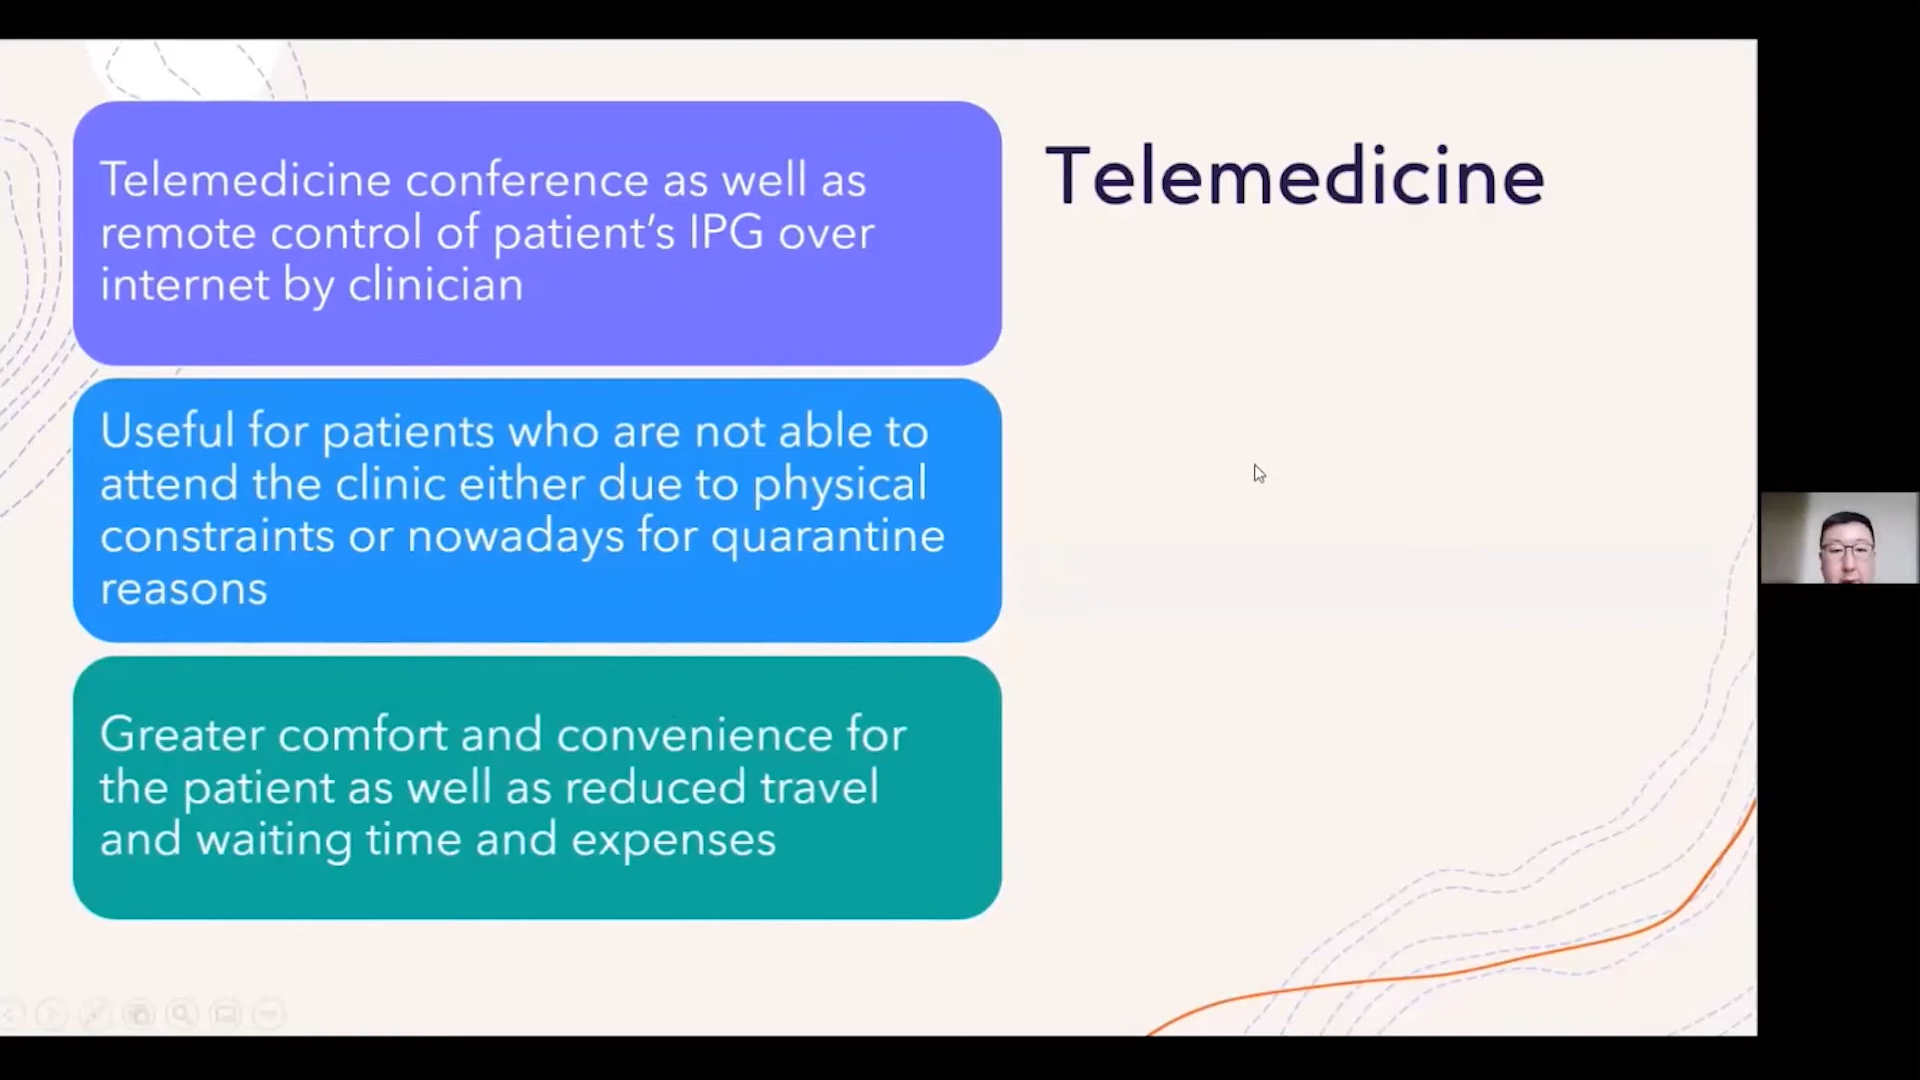 Telemedicine
Telemedicine conference as well as
remote control of patient's IPG over
internet by clinician
Useful for patients who are not able to
attend the clinic either due to physical
constraints or nowadays for quarantine
reasons
Greater comfort and convenience for
the patient as well as reduced travel
and waiting time and expenses